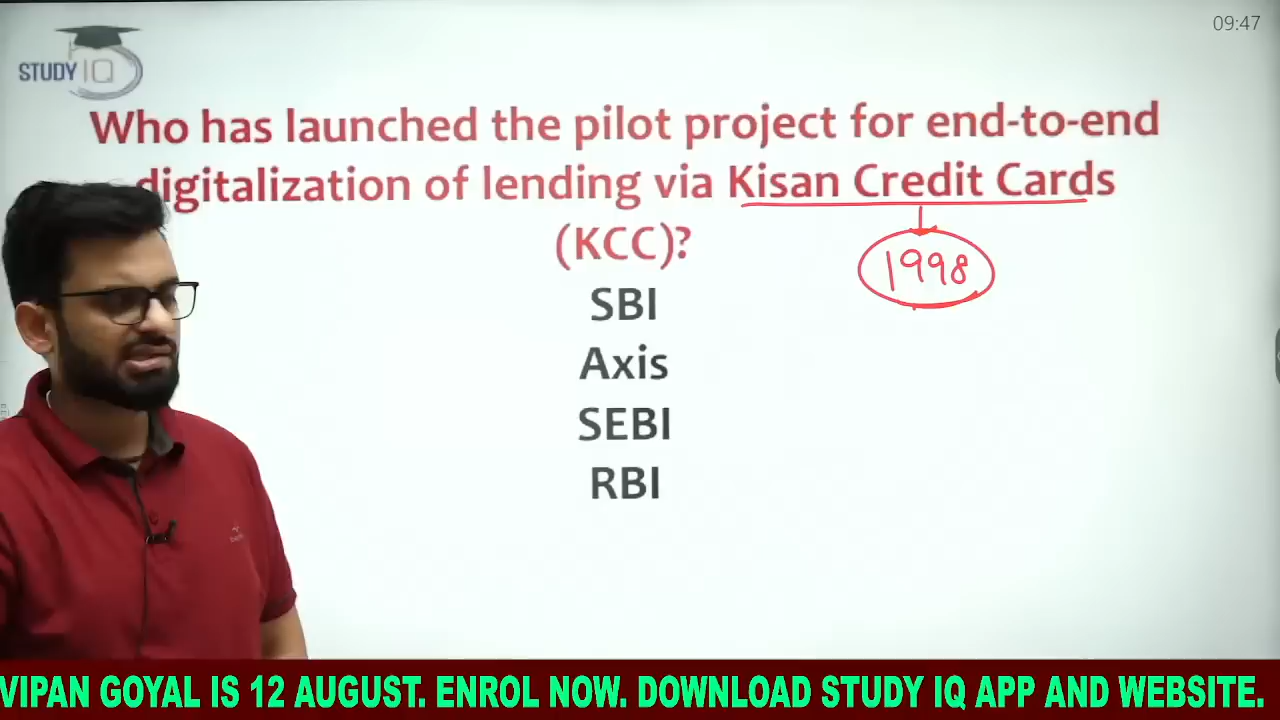 09:47
STUDY IQ
Who has launched the pilot project for end-to-end
digitalization of lending via Kisan Credit Cards
(KCC)?
1998
SBI
Axis
SEBI
RBI
VIPAN GOYAL IS 12 AUGUST. ENROL NOW. DOWNLOAD STUDY IQ APP AND WEBSITE.